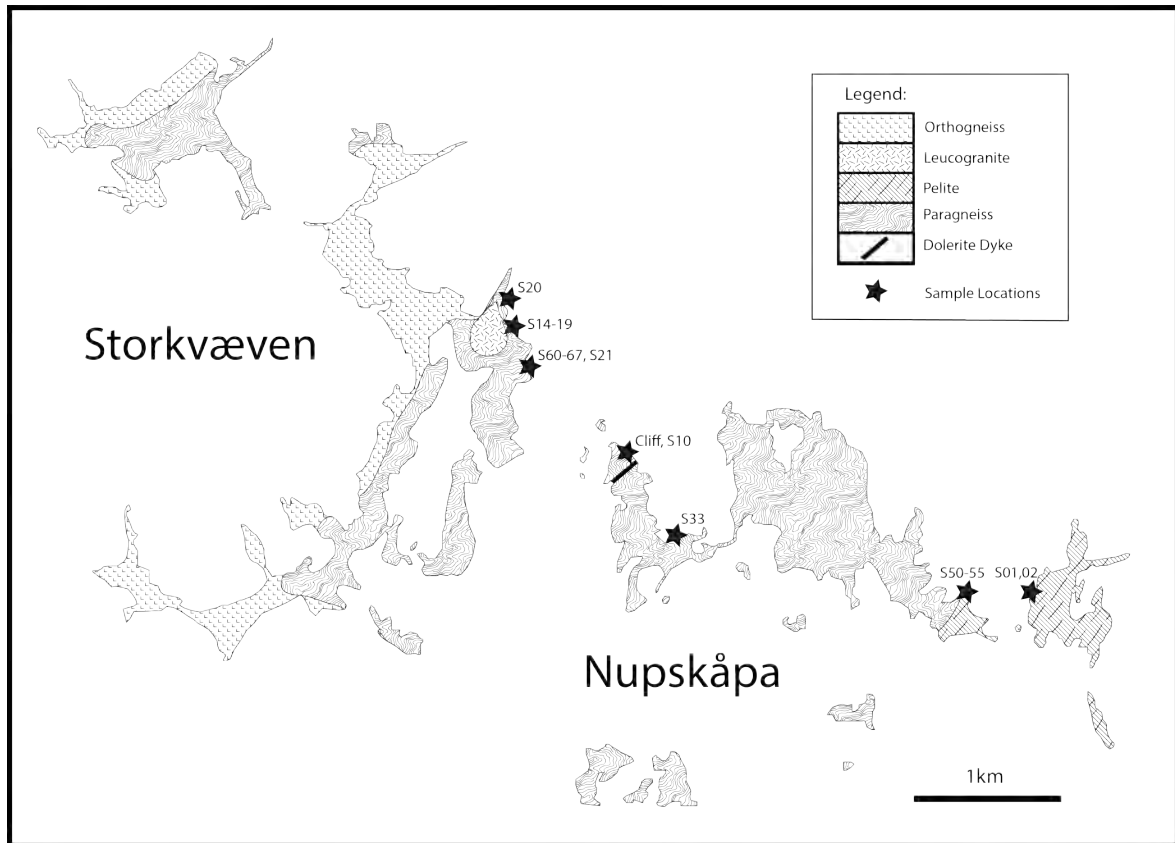 Legend:
Orthogneiss
Leucogranite
Pelite
Paragneiss
Dolerite Dyke
Sample Locations
S20
S14-19
Storkvæven
S60-67, S21
Cliff, S10
S33
S50-55
S01,02
Nupskåpa
1km